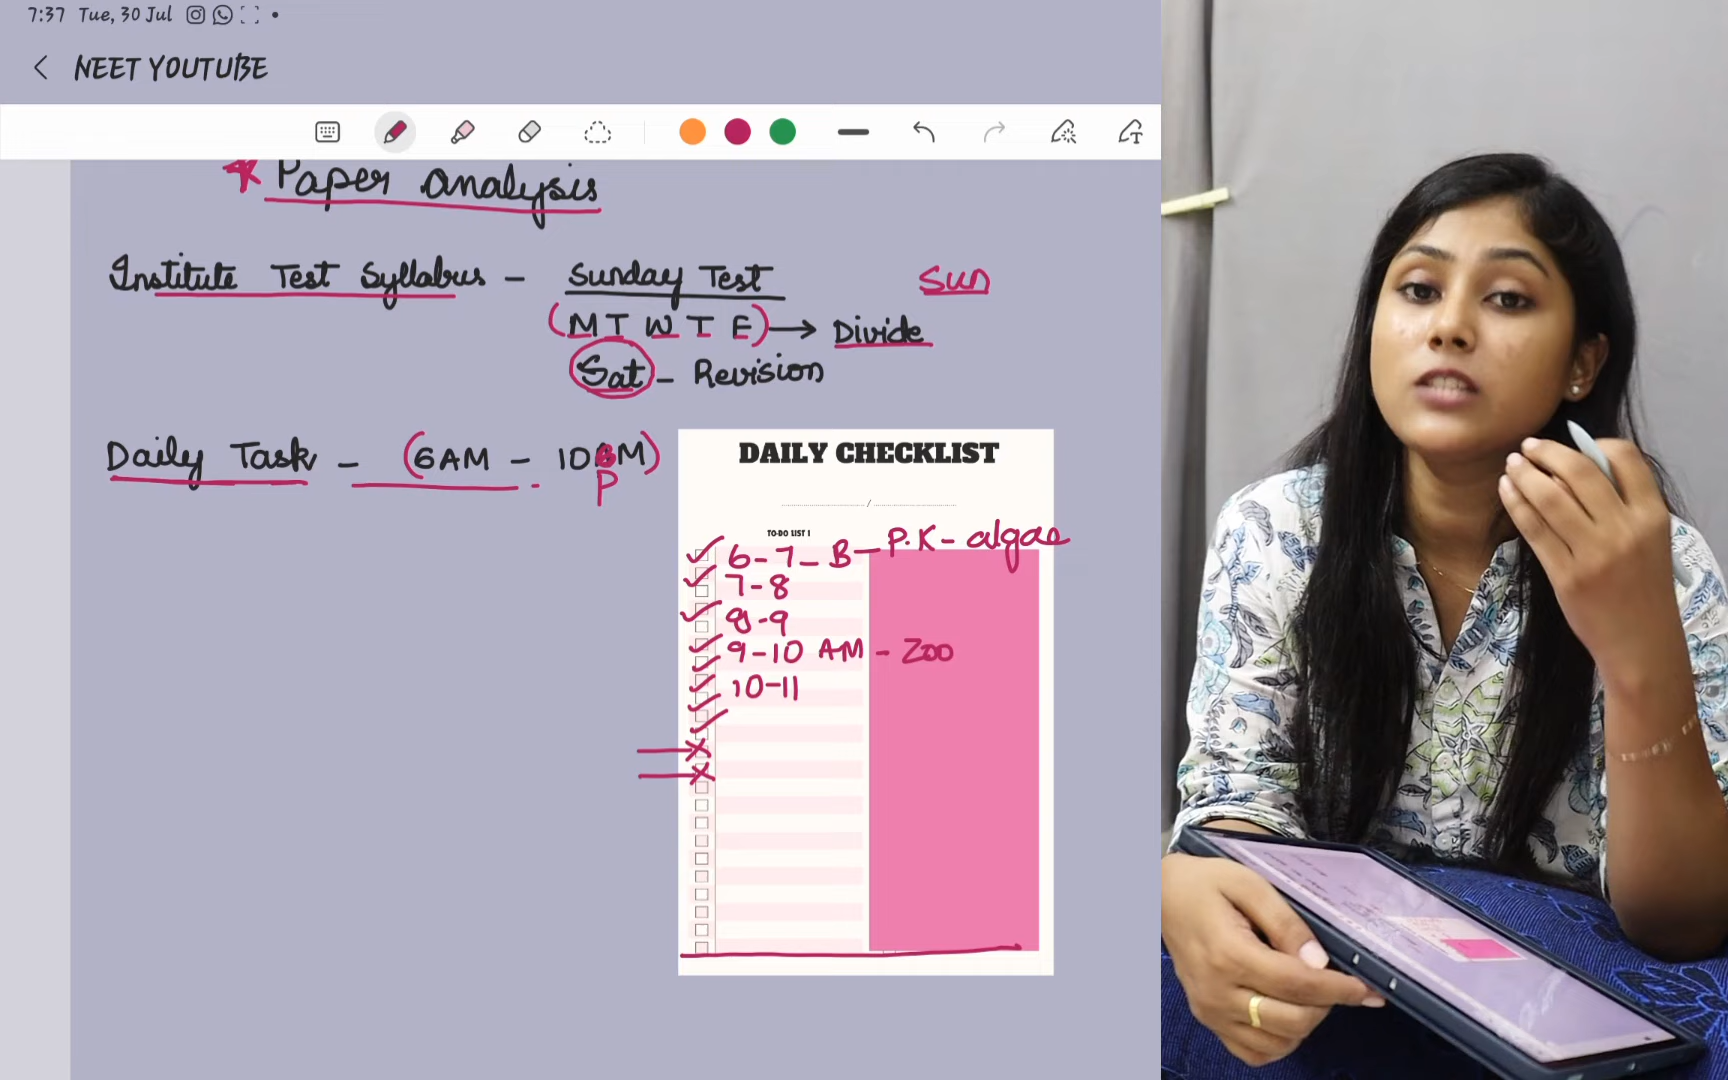 7:37 Tue, 30 Jul
NEET YOUTUBE
* Paper analysis
Institute Test Syllabus - Sunday Test Sun
(M T W T F) → Divide
Sat - Revision
Daily Task - (6AM - 10PM)
DAILY CHECKLIST
/
TO-DO LIST
6-7- B- P.K- algae
7-8
8-9
9-10 AM - Zoo
10-11